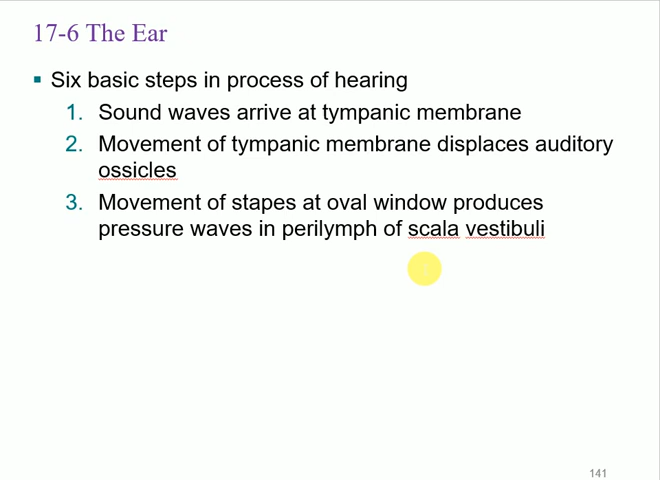 17-6 The Ear
▪ Six basic steps in process of hearing
1. Sound waves arrive at tympanic membrane
2. Movement of tympanic membrane displaces auditory
ossicles
3. Movement of stapes at oval window produces
pressure waves in perilymph of scala vestibuli
141